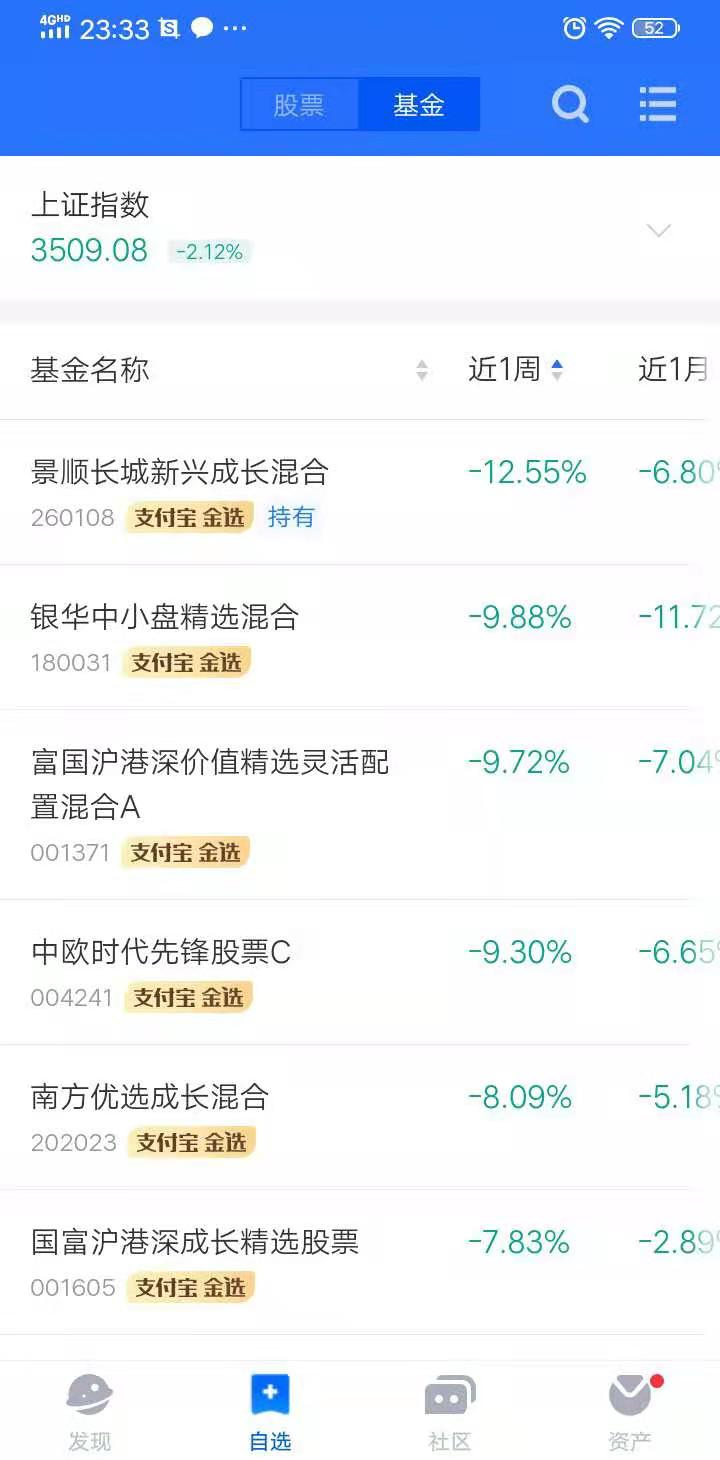 4GHD 23:33 52
股票 基金
上证指数
3509.08 -2.12%
基金名称 近1周 近1月
景顺长城新兴成长混合 -12.55% -6.80%
260108 支付宝 金选 持有
银华中小盘精选混合 -9.88% -11.72
180031 支付宝 金选
富国沪港深价值精选灵活配 -9.72% -7.04%
置混合A
001371 支付宝 金选
中欧时代先锋股票C -9.30% -6.65%
004241 支付宝 金选
南方优选成长混合 -8.09% -5.18%
202023 支付宝 金选
国富沪港深成长精选股票 -7.83% -2.89%
001605 支付宝 金选
发现 自选 社区 资产